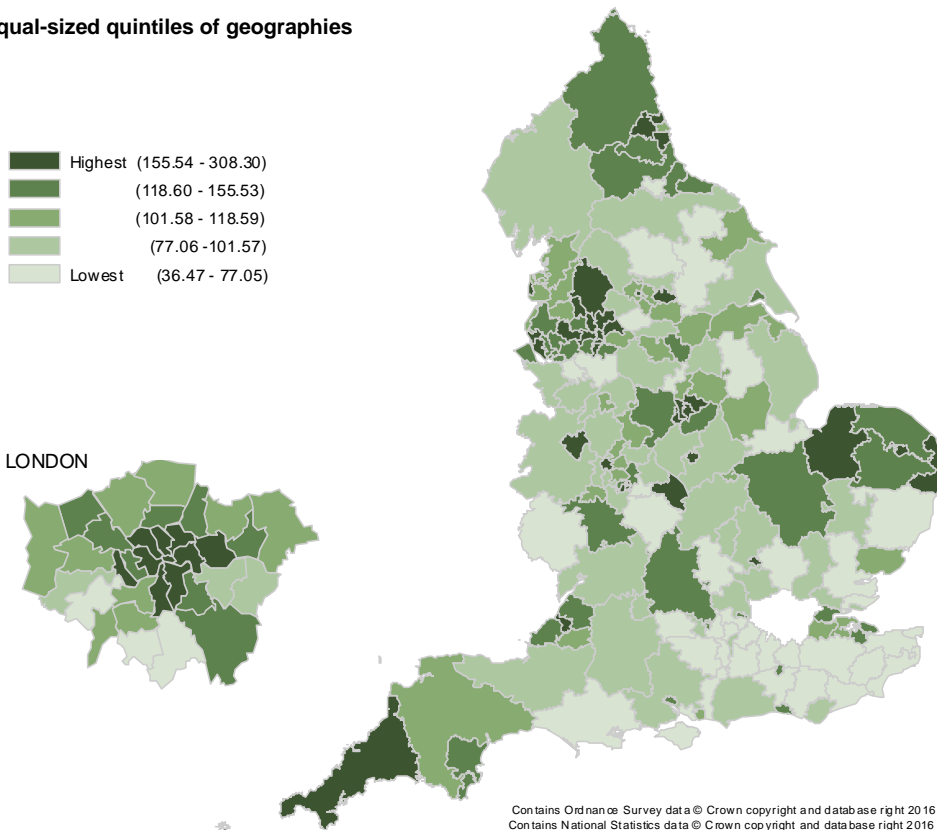 qual-sized quintiles of geographies
Highest (155.54 - 308.30)
(118.60 - 155.53)
(101.58 - 118.59)
(77.06 -101.57)
Lowest (36.47 - 77.05)
LONDON
Contains Ordnance Survey data © Crown copyright and database right 2016
Contains National Statistics data © Crown copyright and database right 2016